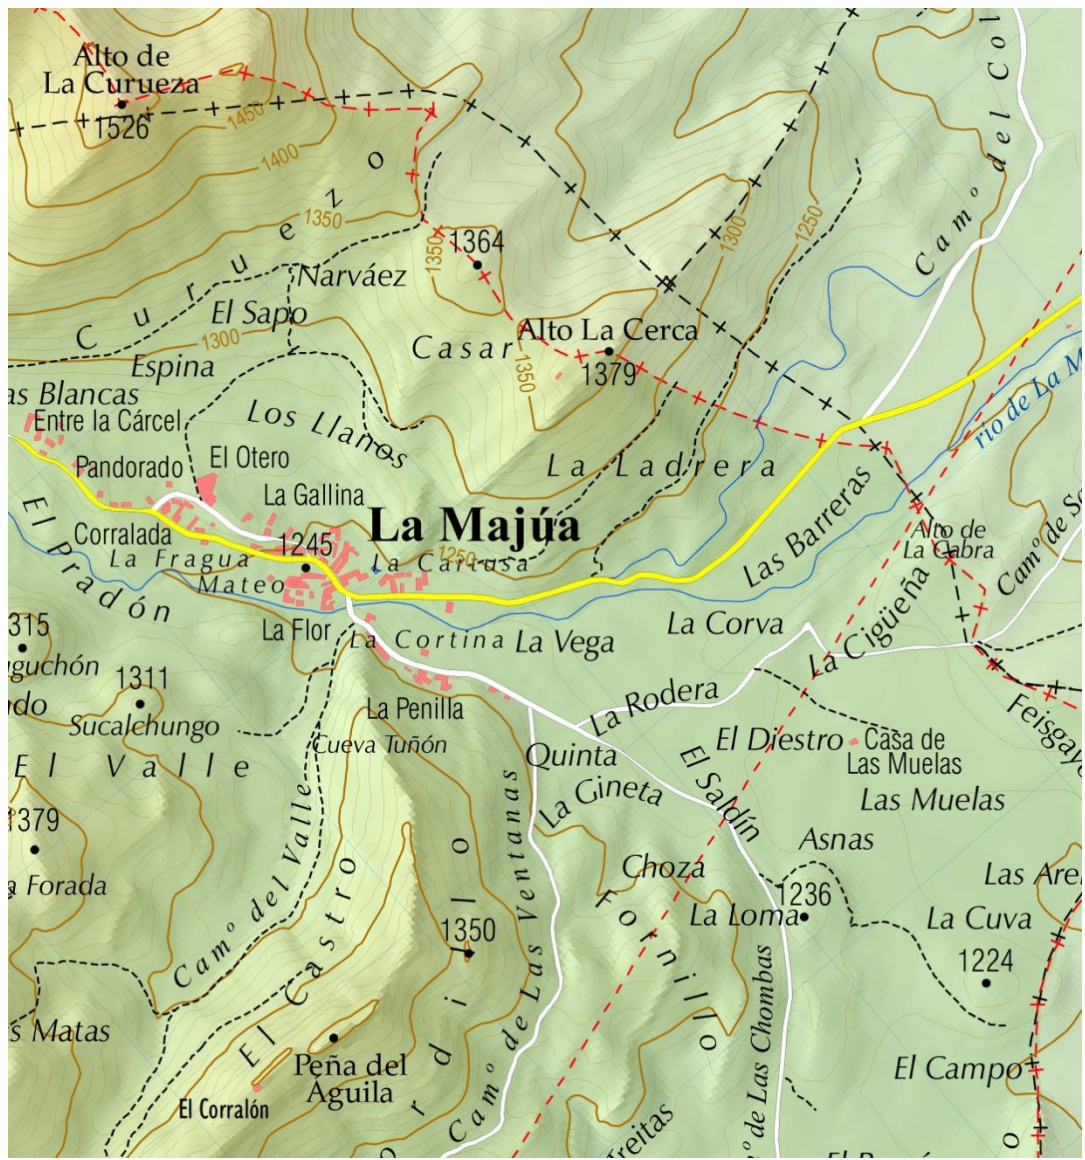 Alto de
La Curueza
1526
1450
1400
1350
Curuezo
Camº del Col
1364
1350
1300
1250
Narváez
El Sapo
1300
Casar
Alto La Cerca
1350
1379
Espina
as Blancas
Entre la Cárcel
Los Llanos
El Otero
Pandorado
La Gallina
La Ladrera
río de La M
El Pradón
Corralada
La Majúa
La Fragua
1245
1250
La Carusa
Mateo
Las Barreras
Alto de
La Cabra
Camº de So
La Flor
La Cortina
La Vega
La Corva
La Cigüeña
315
uguchón
1311
do
Sucalchungo
La Penilla
La Rodera
Feisgayo
Cueva Tuñón
Quinta
El Diestro
Casa de
Las Muelas
El Valle
La Gineta
El Saldín
Las Muelas
1379
Asnas
a Forada
Camº del Valle
El Castro
Choza
Las Are
1236
La Loma
La Cuva
1350
Fornillo
1224
s Matas
Camº de Las Ventanas
Peña del
Águila
El Corralón
ordillo
El Campo
º de Las Chombas
Freitas